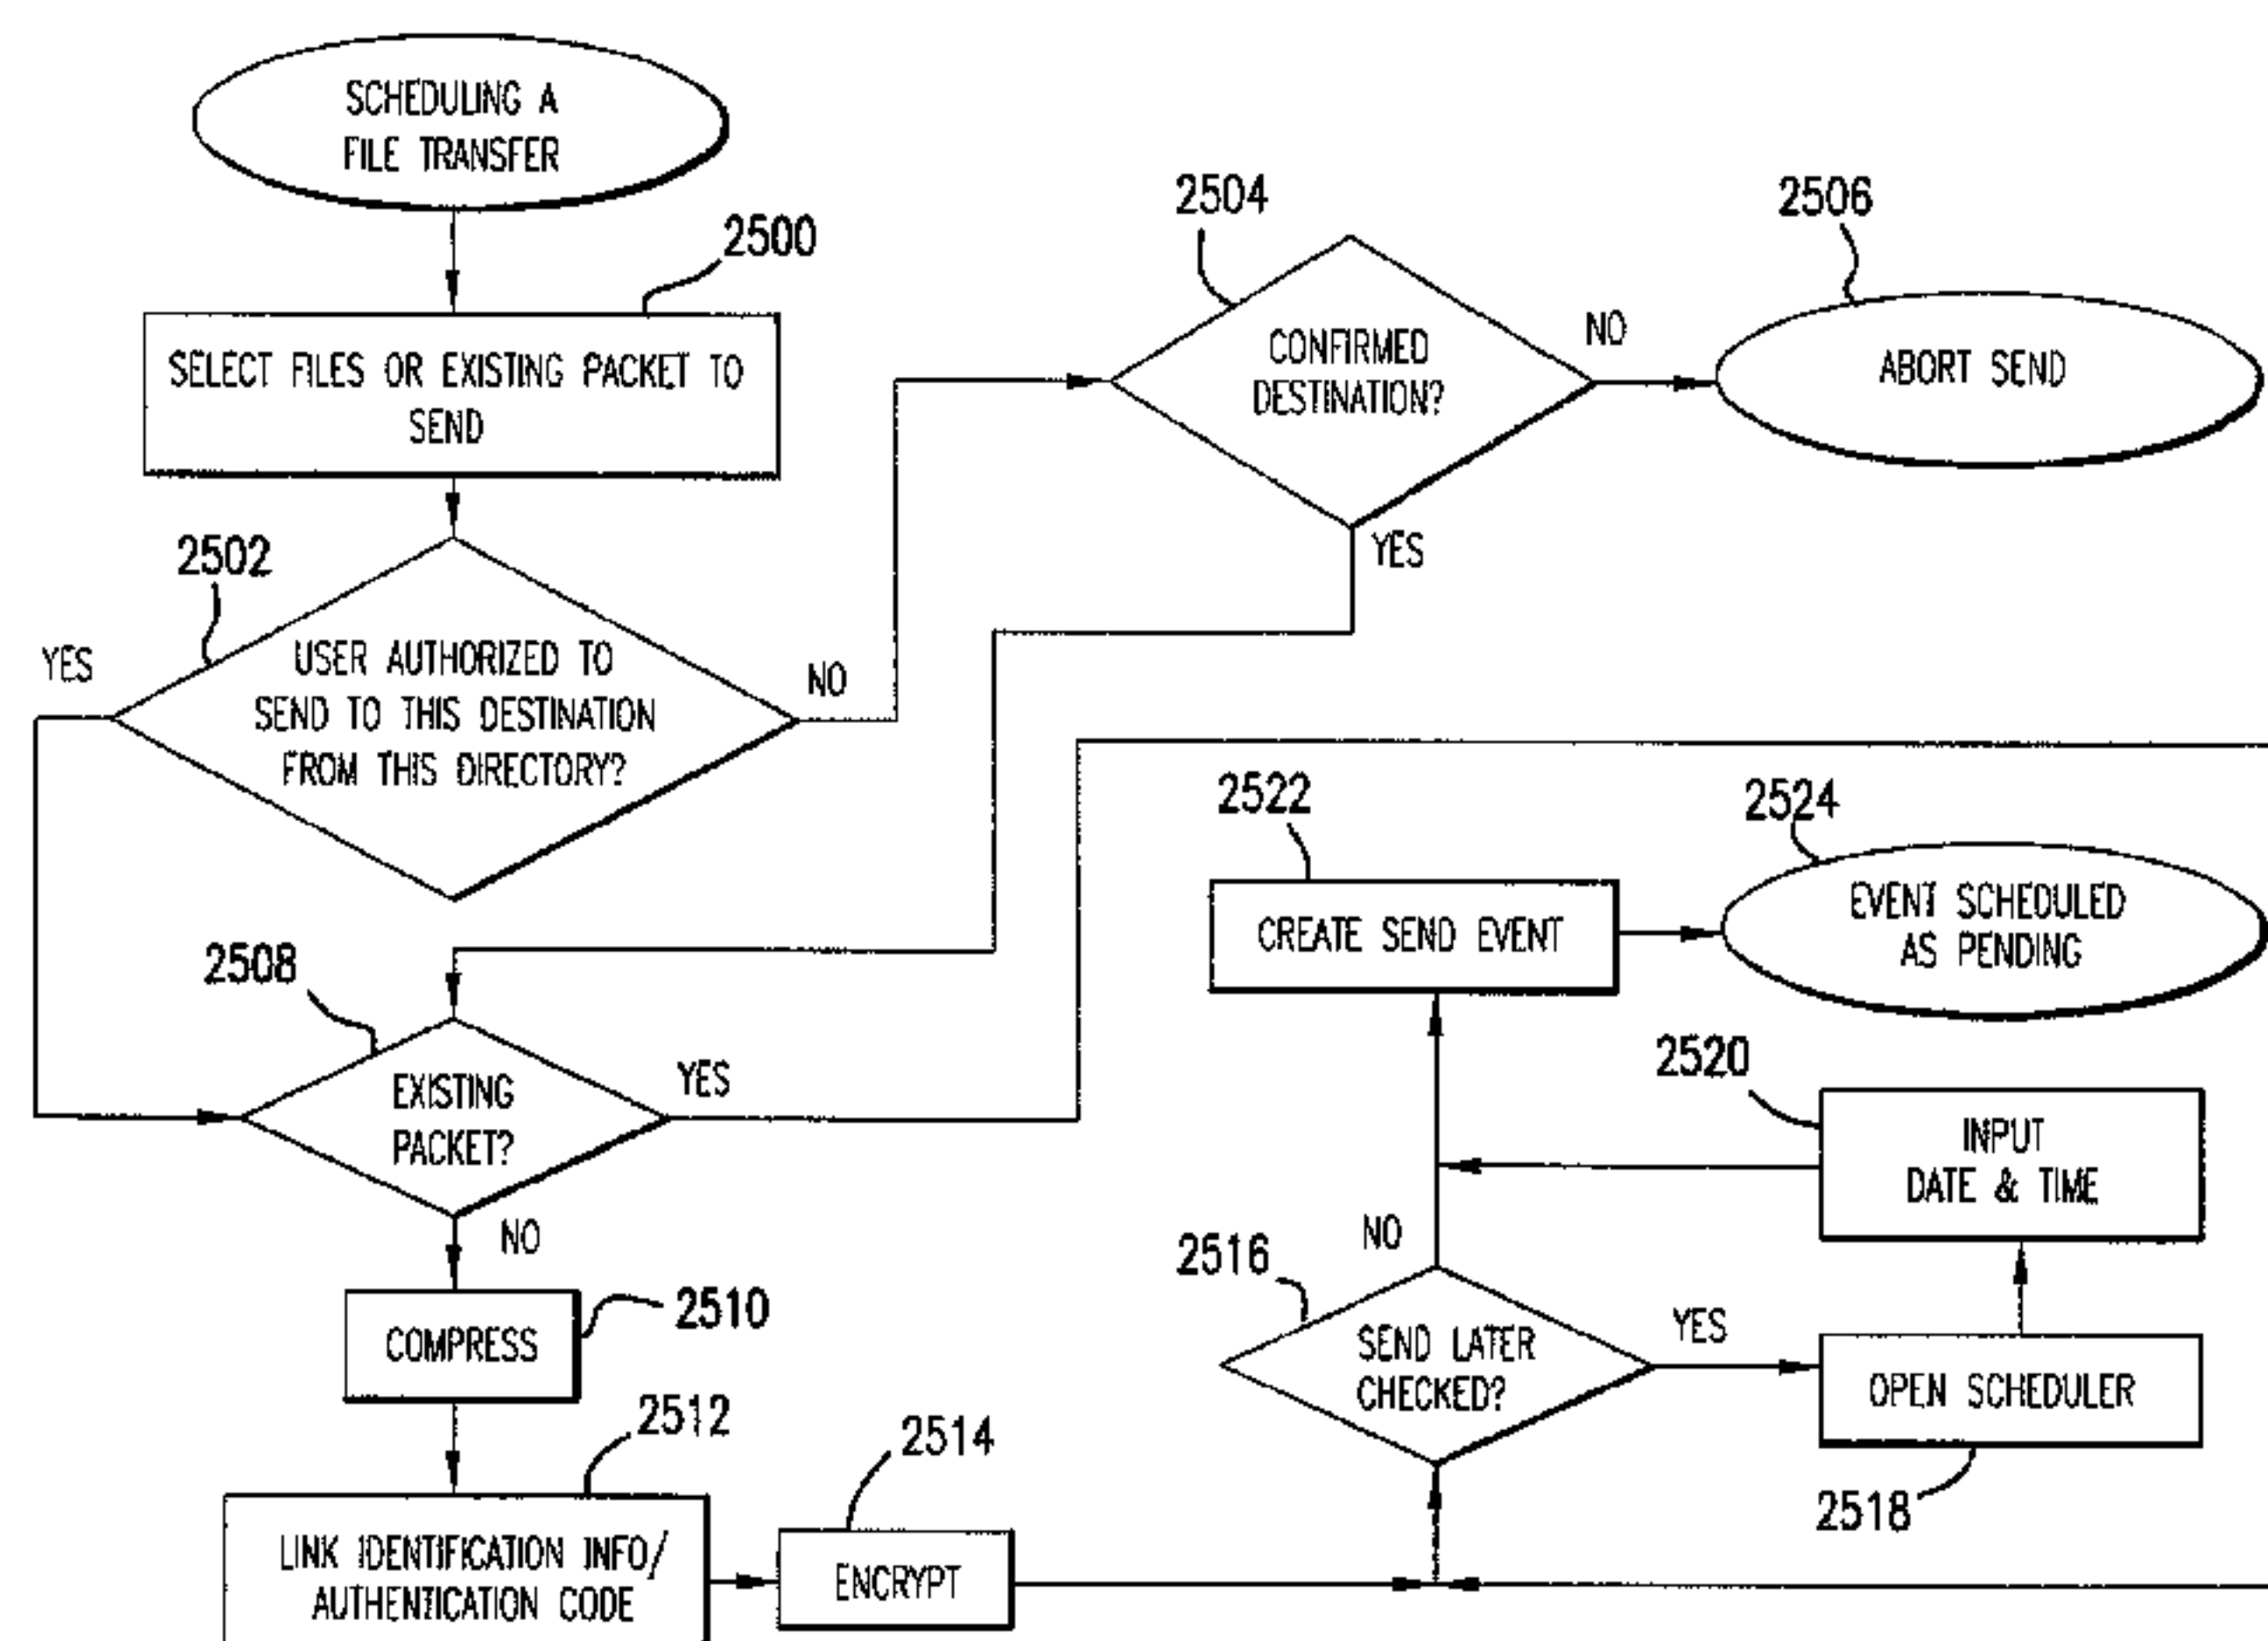 SCHEDULING A
FILE TRANSFER
2500
SELECT FILES OR EXISTING PACKET TO
SEND
2502
USER AUTHORIZED TO
SEND TO THIS DESTINATION
FROM THIS DIRECTORY?
YES
NO
2504
CONFIRMED
DESTINATION?
NO
YES
2506
ABORT SEND
2508
EXISTING
PACKET?
YES
NO
2510
COMPRESS
2512
LINK IDENTIFICATION INFO/
AUTHENTICATION CODE
2514
ENCRYPT
2516
SEND LATER
CHECKED?
NO
YES
2518
OPEN SCHEDULER
2520
INPUT
DATE & TIME
2522
CREATE SEND EVENT
2524
EVENT SCHEDULED
AS PENDING